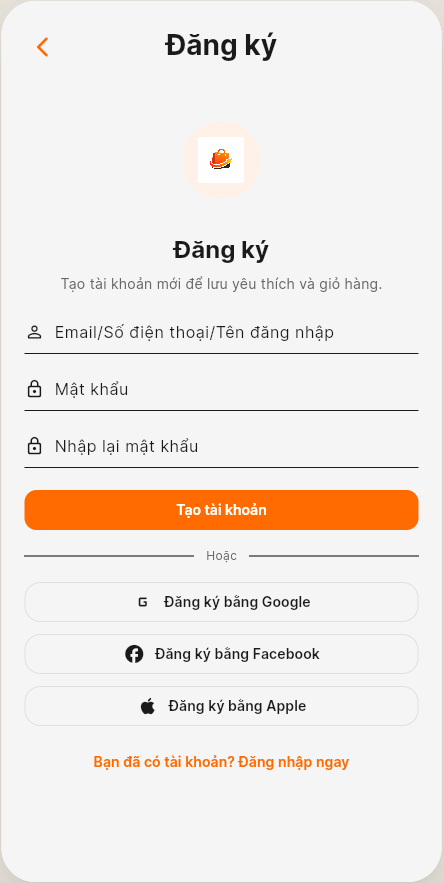 Đăng ký
Đăng ký
Tạo tài khoản mới để lưu yêu thích và giỏ hàng.
Email/Số điện thoại/Tên đăng nhập
Mật khẩu
Nhập lại mật khẩu
Tạo tài khoản
Hoặc
Đăng ký bằng Google
Đăng ký bằng Facebook
Đăng ký bằng Apple
Bạn đã có tài khoản? Đăng nhập ngay